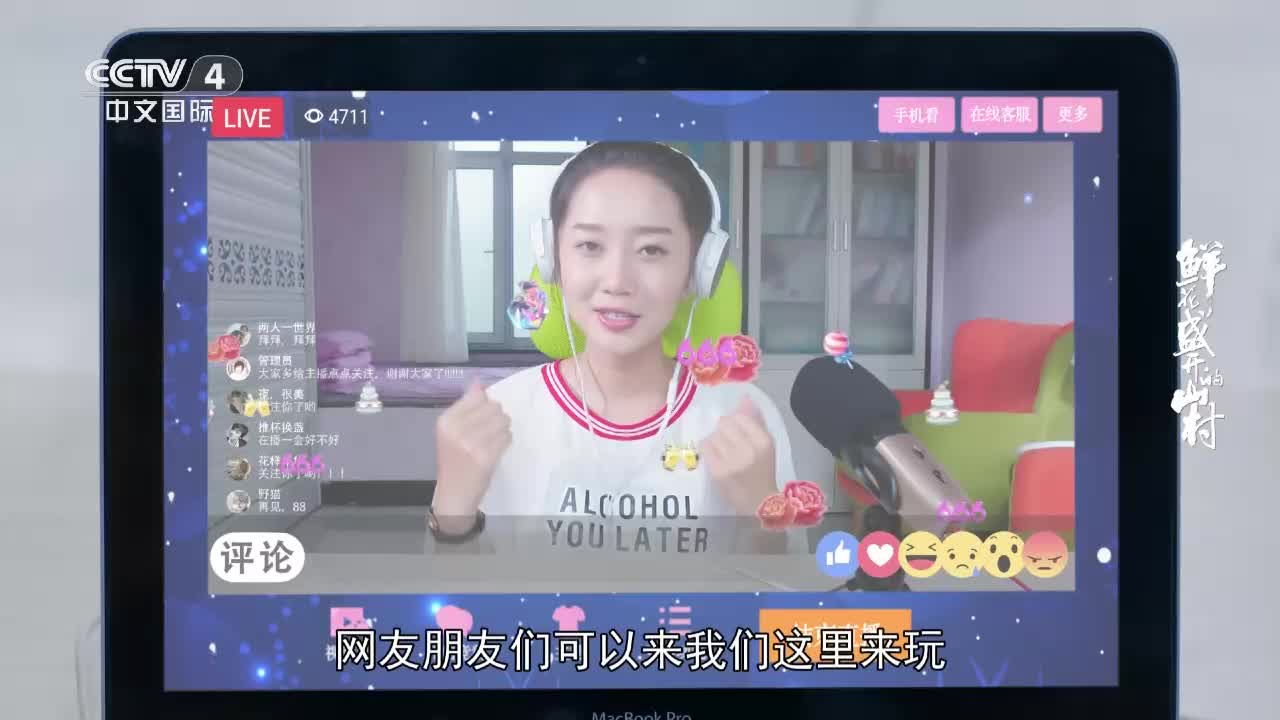 CCTV 4
中文国际
LIVE
4711
手机看
在线客服
更多
鲜花盛开的山村
两人一世界
拜拜，拜拜
管理员
大家多给主播点点关注，谢谢大家了!!!!!!
很美
注你了哟
推杯换盏
在播一会好不好
花样
关注你了哟！！！
野猫
再见，88
666
666
666
ALCOHOL
YOU LATER
评论
网友朋友们可以来我们这里来玩
MacBook Pro